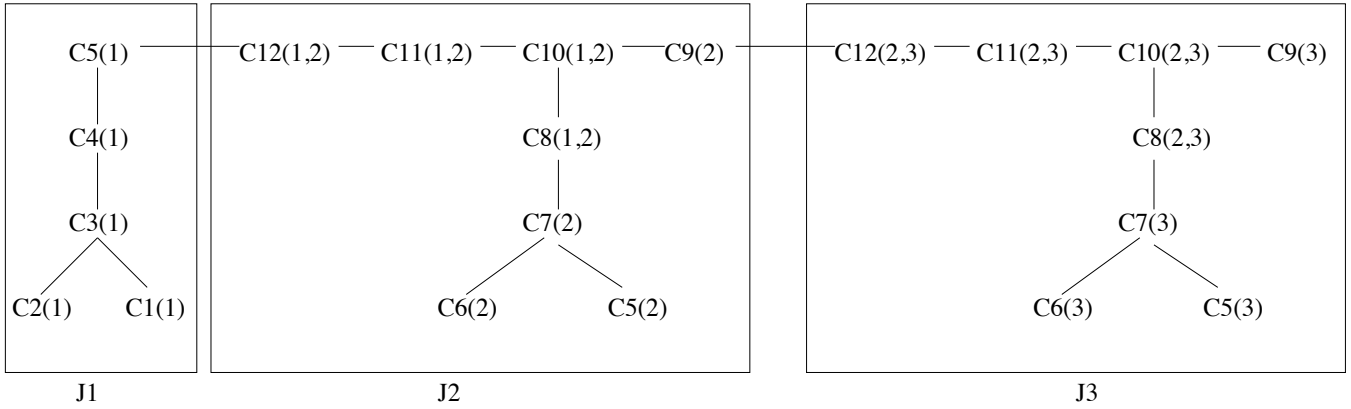 C5(1) C12(1,2) C11(1,2) C10(1,2) C9(2) C12(2,3) C11(2,3) C10(2,3) C9(3)
C4(1) C8(1,2) C8(2,3)
C3(1) C7(2) C7(3)
C2(1) C1(1) C6(2) C5(2) C6(3) C5(3)
J1 J2 J3